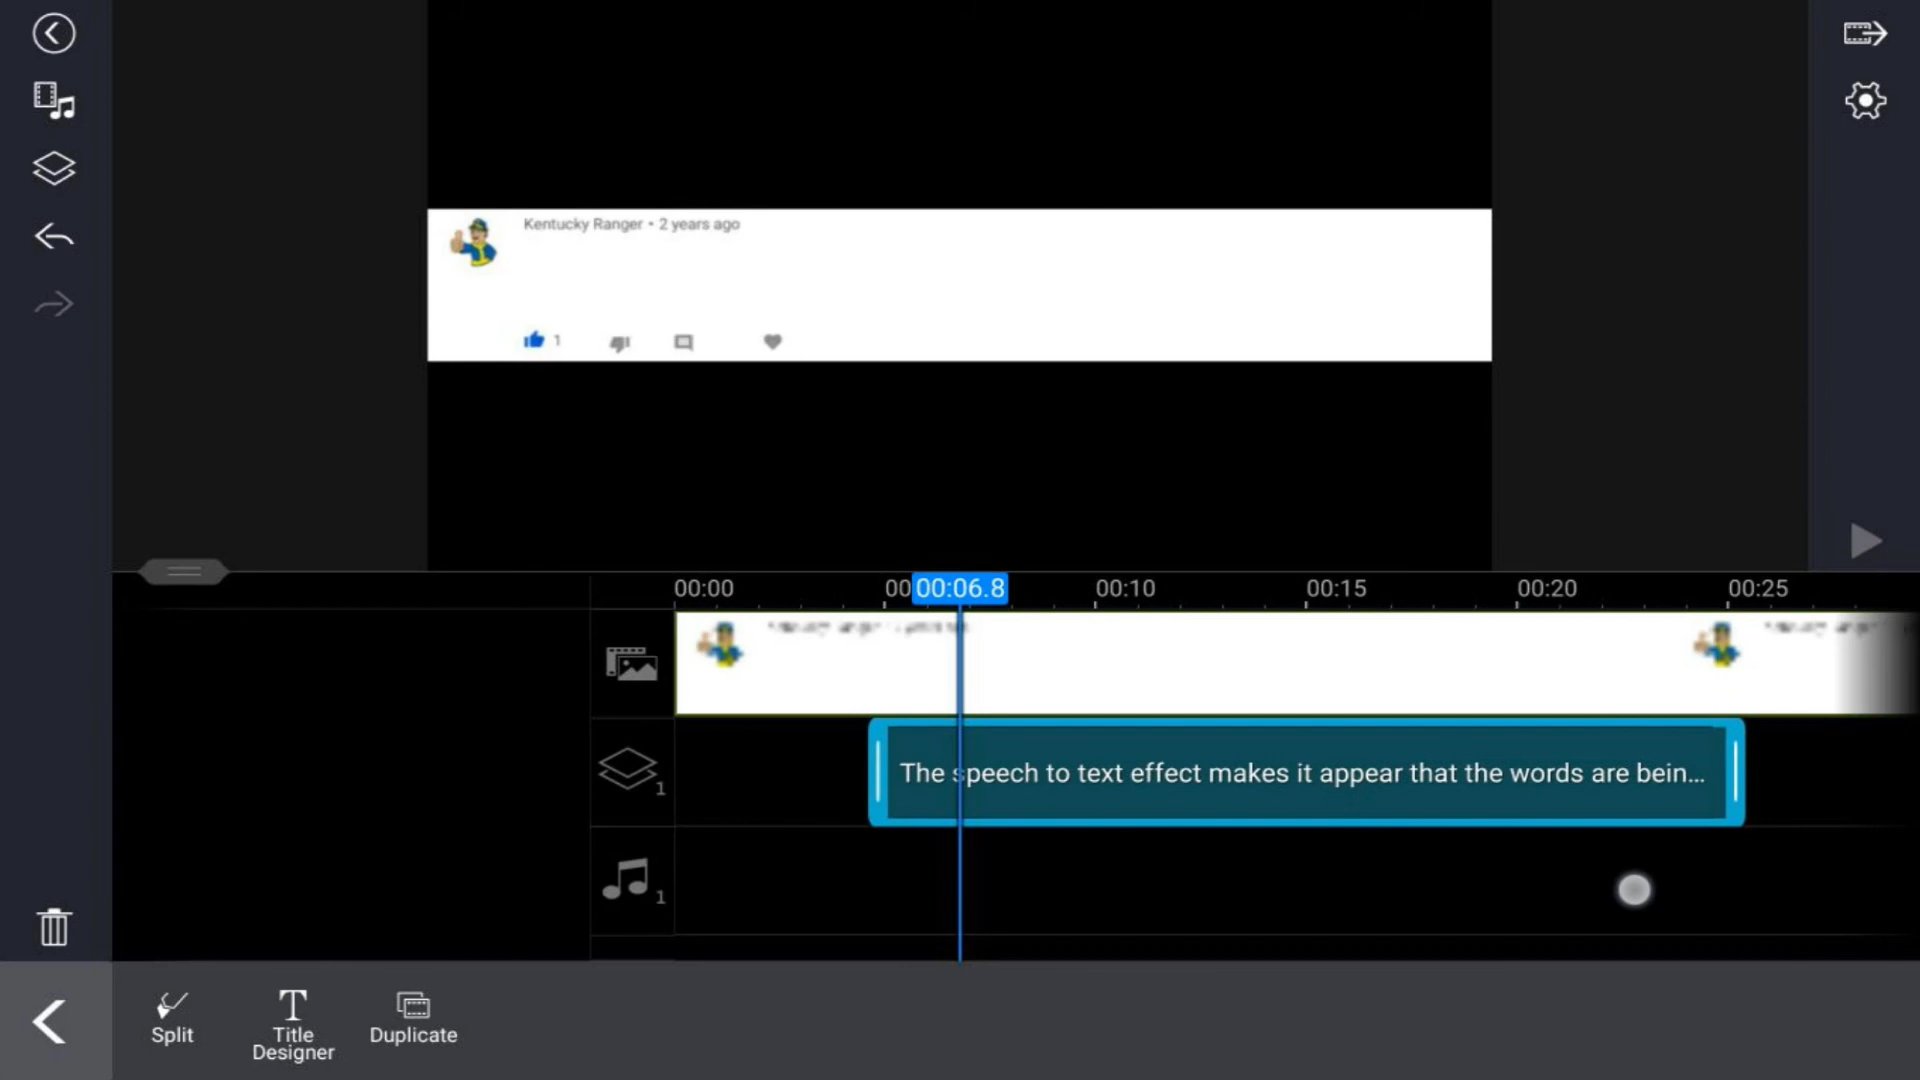 Kentucky Ranger • 2 years ago
1
00:00
00
00:06.8
00:10
00:15
00:20
00:25
The speech to text effect makes it appear that the words are bein...
1
1
Split
Title
Designer
Duplicate